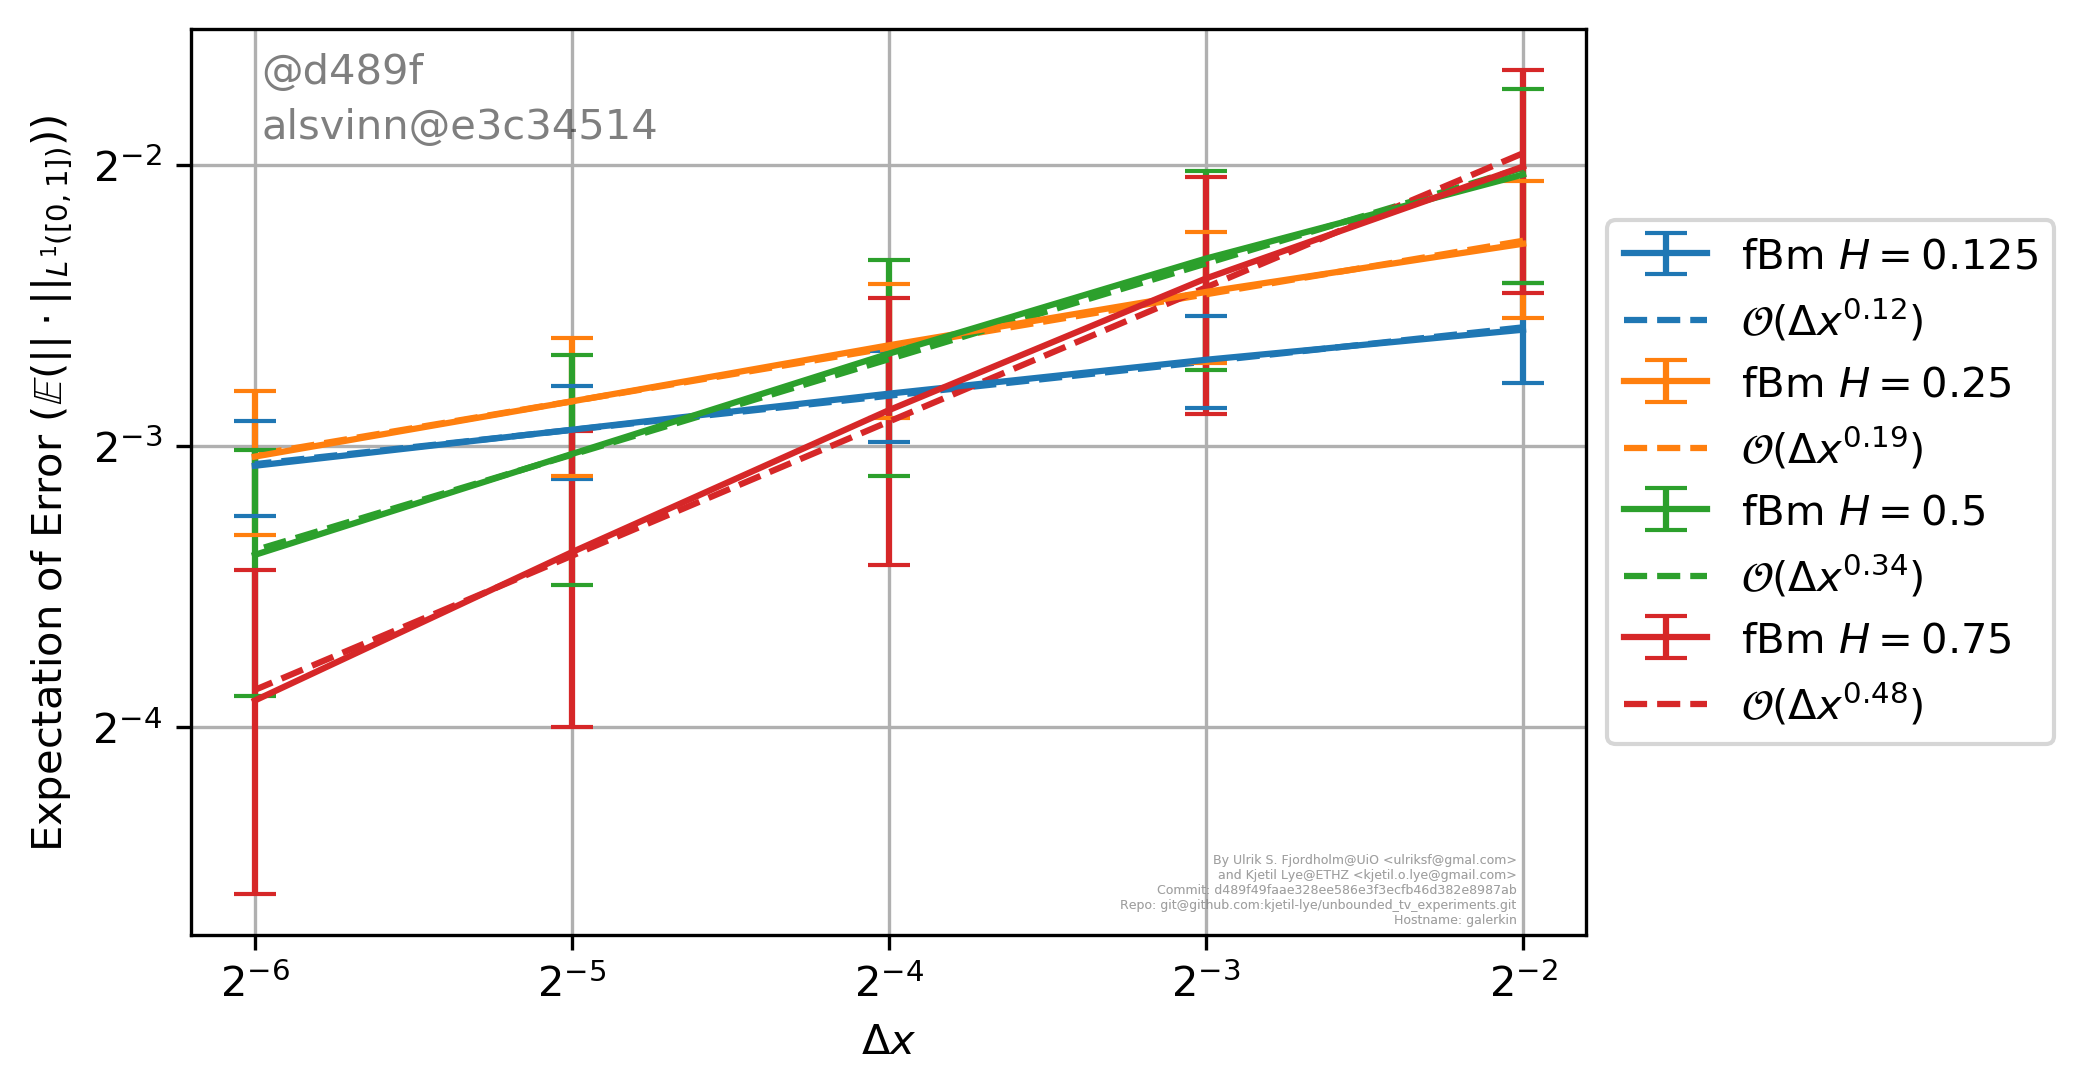 @d489f
alsvinn@e3c34514
Expectation of Error (𝔼(||·||_{L^1([0,1])}))
2^{-2}
2^{-3}
2^{-4}
By Ulrik S. Fjordholm@UiO <ulriksf@gmal.com>
and Kjetil Lye@ETHZ <kjetil.o.lye@gmail.com>
Commit: d489f49faae328ee586e3f3ecfb46d382e8987ab
Repo: git@github.com:kjetil-lye/unbounded_tv_experiments.git
Hostname: galerkin
2^{-6} 2^{-5} 2^{-4} 2^{-3} 2^{-2}
Δx
fBm H = 0.125
𝒪(Δx^{0.12})
fBm H = 0.25
𝒪(Δx^{0.19})
fBm H = 0.5
𝒪(Δx^{0.34})
fBm H = 0.75
𝒪(Δx^{0.48})